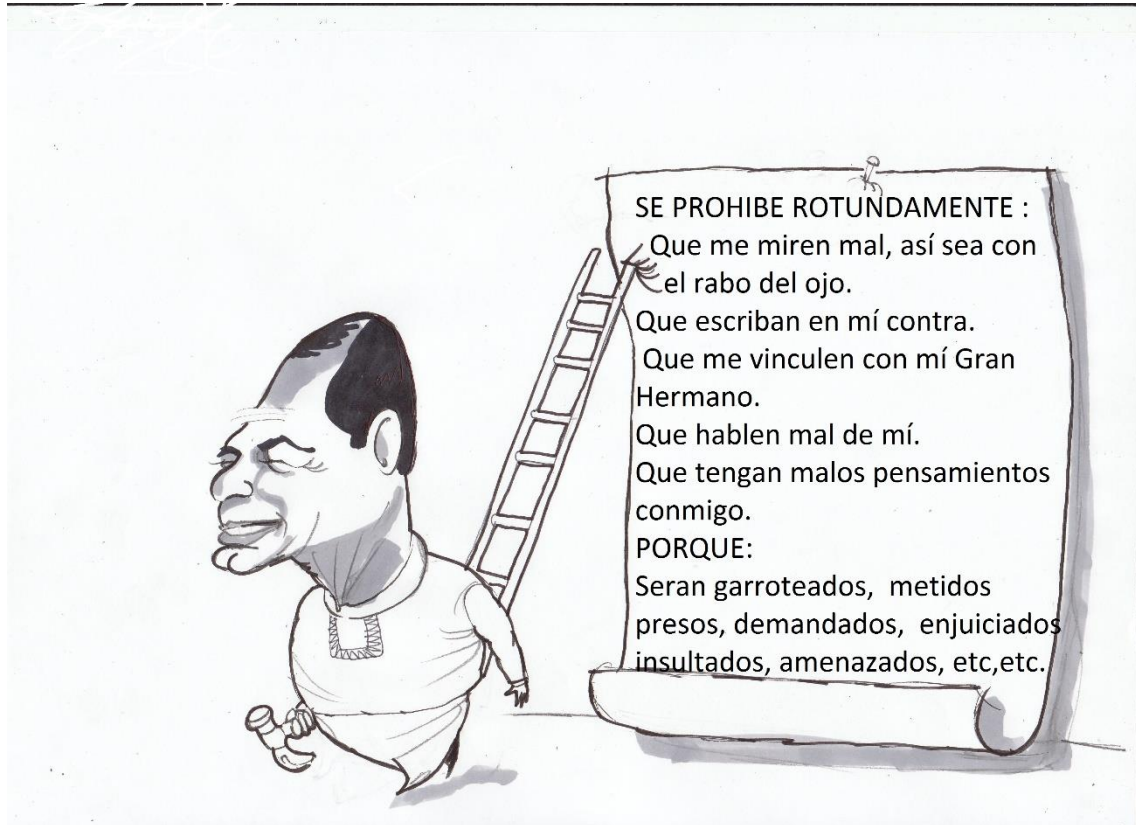 SE PROHIBE ROTUNDAMENTE :
Que me miren mal, así sea con
el rabo del ojo.
Que escriban en mí contra.
Que me vinculen con mí Gran
Hermano.
Que hablen mal de mí.
Que tengan malos pensamientos
conmigo.
PORQUE:
Seran garroteados, metidos
presos, demandados, enjuiciados
insultados, amenazados, etc,etc.